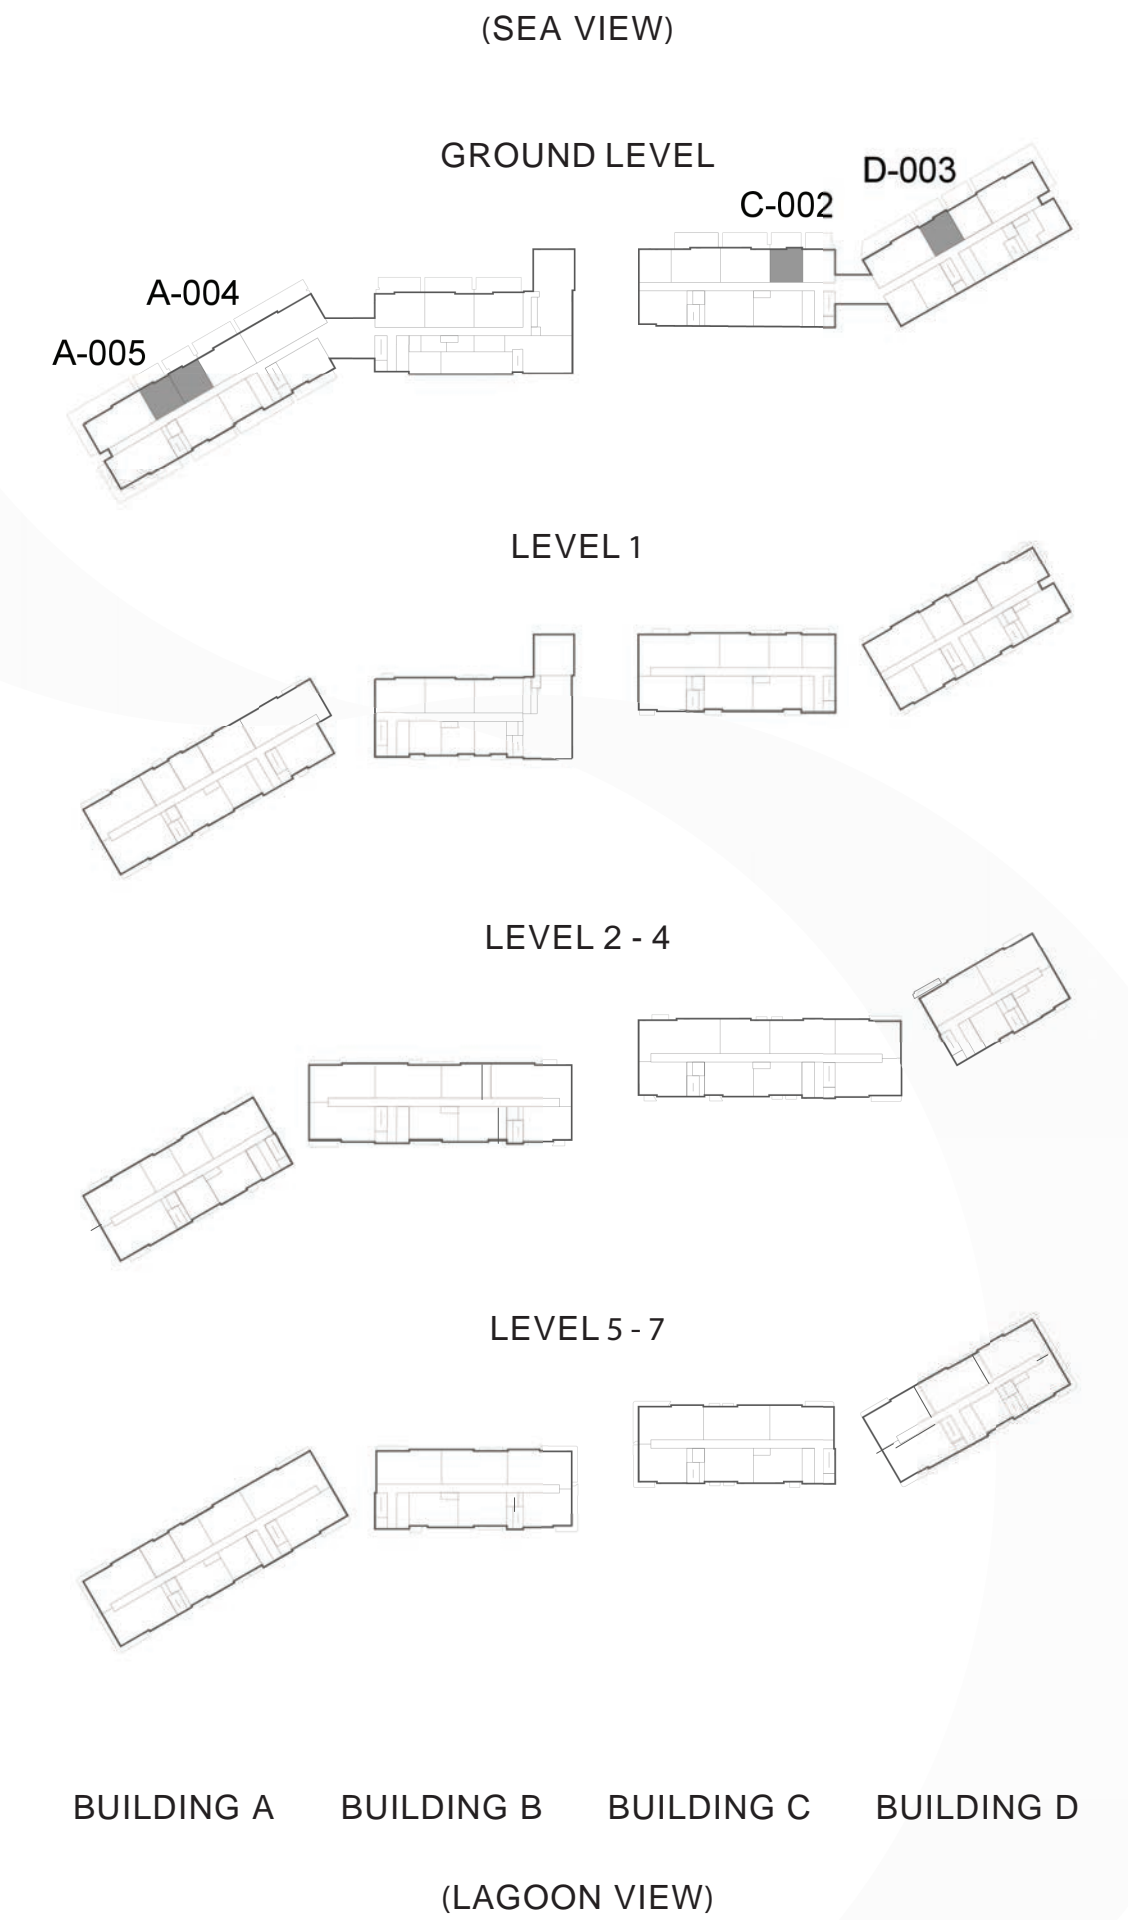 (SEA VIEW)
GROUND LEVEL
D-003
C-002
A-004
A-005
LEVEL 1
LEVEL 2 - 4
LEVEL 5 - 7
BUILDING A BUILDING B BUILDING C BUILDING D
(LAGOON VIEW)